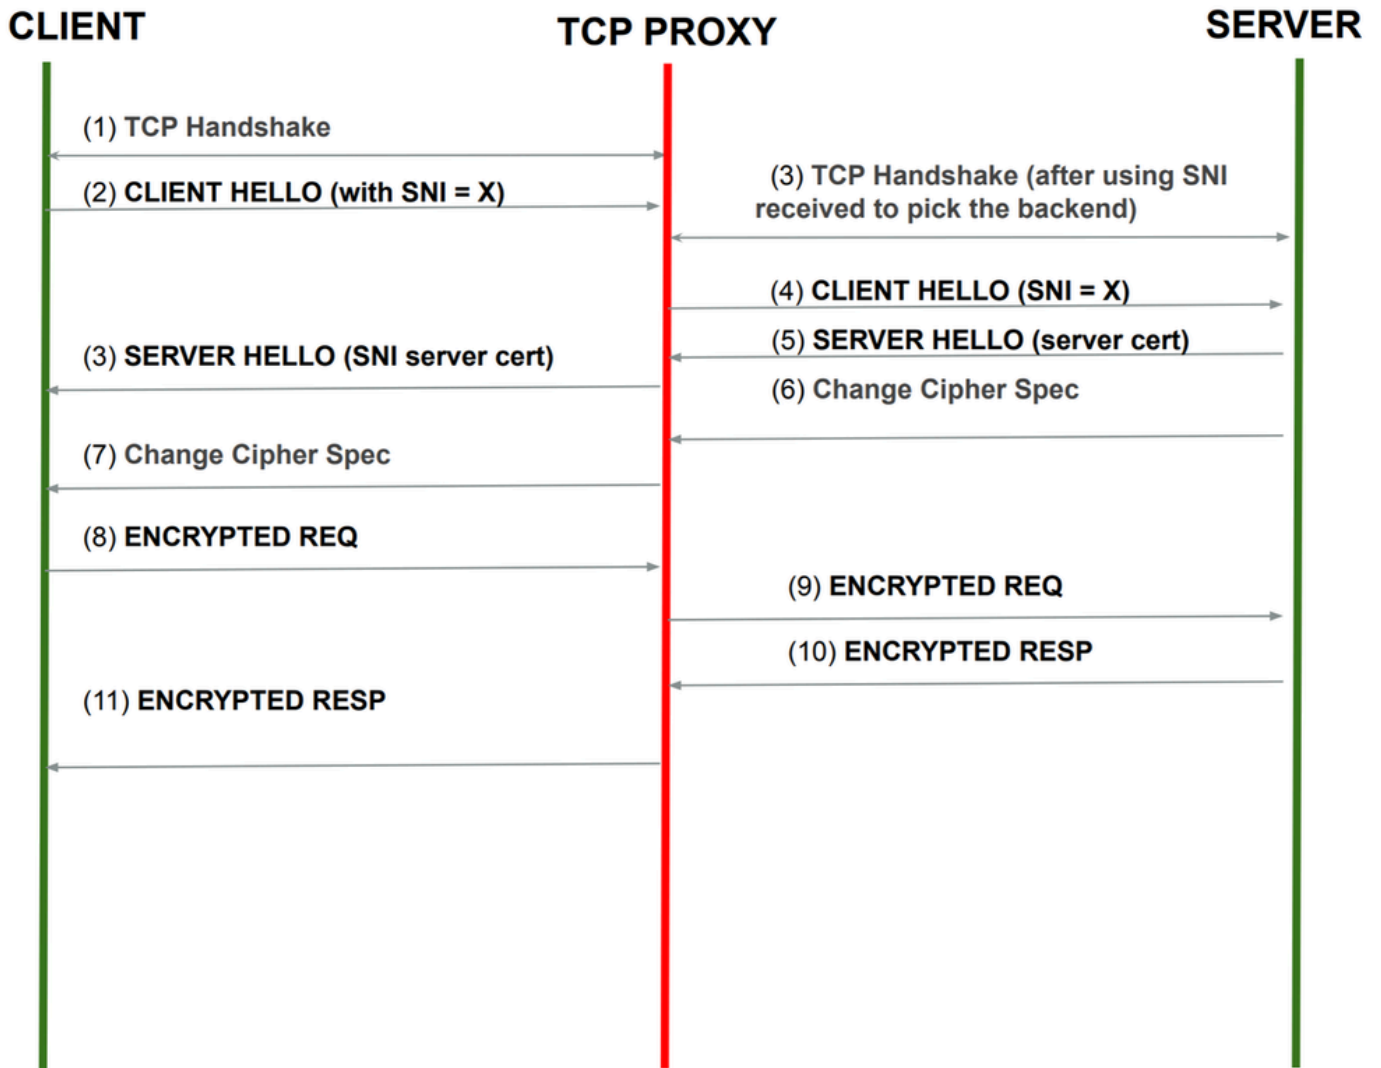 CLIENT
TCP PROXY
SERVER
(1) TCP Handshake
(2) CLIENT HELLO (with SNI = X)
(3) TCP Handshake (after using SNI
received to pick the backend)
(4) CLIENT HELLO (SNI = X)
(5) SERVER HELLO (server cert)
(3) SERVER HELLO (SNI server cert)
(6) Change Cipher Spec
(7) Change Cipher Spec
(8) ENCRYPTED REQ
(9) ENCRYPTED REQ
(10) ENCRYPTED RESP
(11) ENCRYPTED RESP